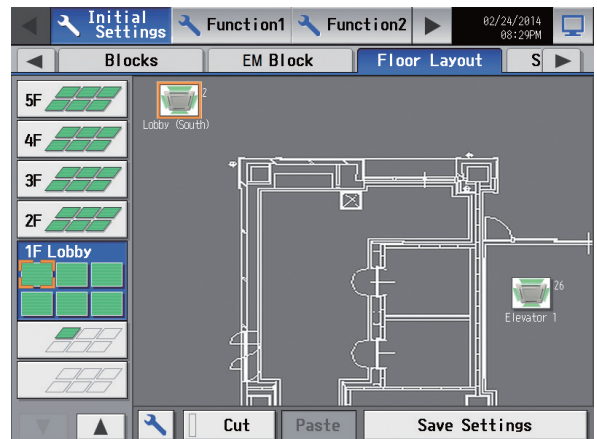 Initial Settings
Function1
Function2
02/24/2014
08:29PM
Blocks
EM Block
Floor Layout
S
5F
4F
3F
2F
1F Lobby
2
Lobby (South)
26
Elevator 1
Cut
Paste
Save Settings